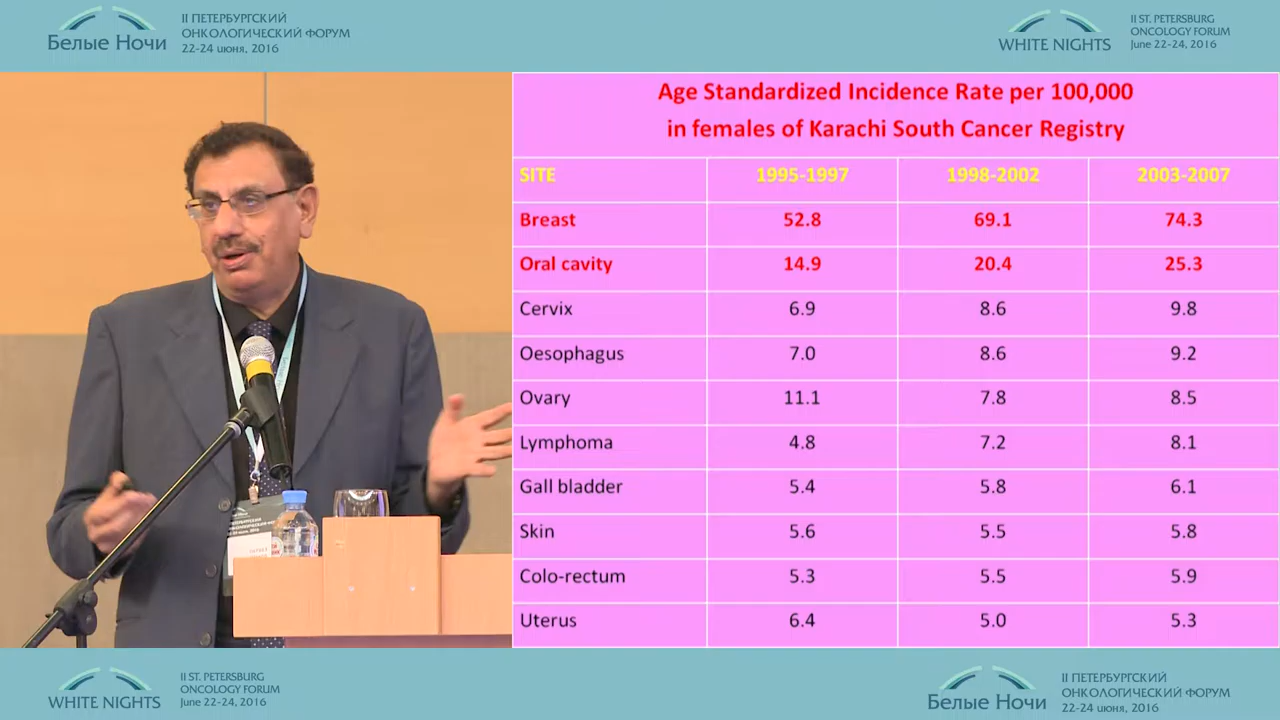 Белые Ночи
II ПЕТЕРБУРГСКИЙ
ОНКОЛОГИЧЕСКИЙ ФОРУМ
22-24 июня, 2016
WHITE NIGHTS
II ST. PETERSBURG
ONCOLOGY FORUM
June 22-24, 2016
Age Standardized Incidence Rate per 100,000
in females of Karachi South Cancer Registry
SITE 1995-1997 1998-2002 2003-2007
Breast 52.8 69.1 74.3
Oral cavity 14.9 20.4 25.3
Cervix 6.9 8.6 9.8
Oesophagus 7.0 8.6 9.2
Ovary 11.1 7.8 8.5
Lymphoma 4.8 7.2 8.1
Gall bladder 5.4 5.8 6.1
Skin 5.6 5.5 5.8
Colo-rectum 5.3 5.5 5.9
Uterus 6.4 5.0 5.3
WHITE NIGHTS
II ST. PETERSBURG
ONCOLOGY FORUM
June 22-24, 2016
Белые Ночи
II ПЕТЕРБУРГСКИЙ
ОНКОЛОГИЧЕСКИЙ ФОРУМ
22-24 июня, 2016